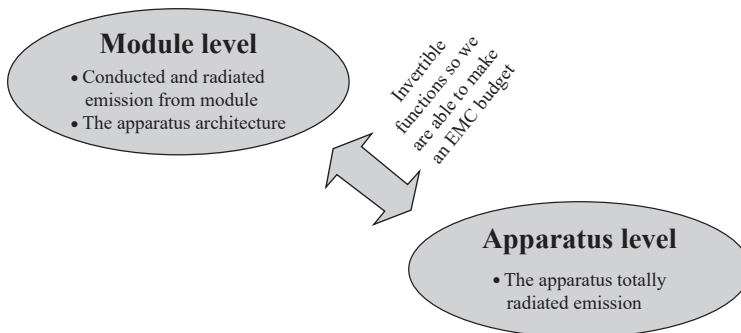 Module level
• Conducted and radiated
emission from module
• The apparatus architecture
Invertible
functions so we
are able to make
an EMC budget
Apparatus level
• The apparatus totally
radiated emission